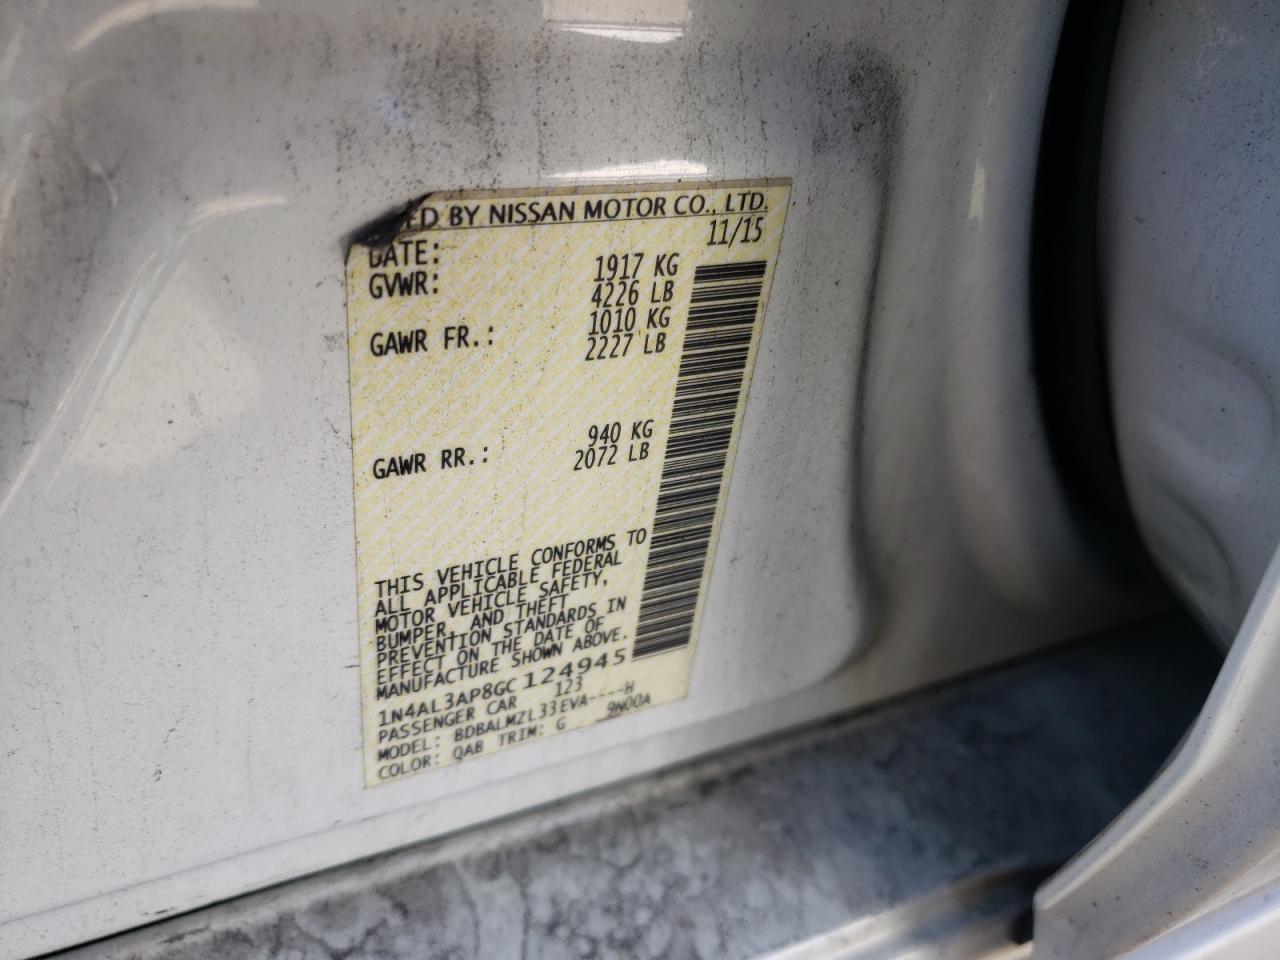 FD BY NISSAN MOTOR CO., LTD.
DATE: 11/15
GVWR: 1917 KG
4226 LB
GAWR FR.: 1010 KG
2227 LB
GAWR RR.: 940 KG
2072 LB
THIS VEHICLE CONFORMS TO
ALL APPLICABLE FEDERAL
MOTOR VEHICLE SAFETY,
BUMPER, AND THEFT
PREVENTION STANDARDS IN
EFFECT ON THE DATE OF
MANUFACTURE SHOWN ABOVE.
1N4AL3AP8GC124945
PASSENGER CAR 123
MODEL: BDBALMZL33EVA----H
COLOR: QAB TRIM: G 9N00A